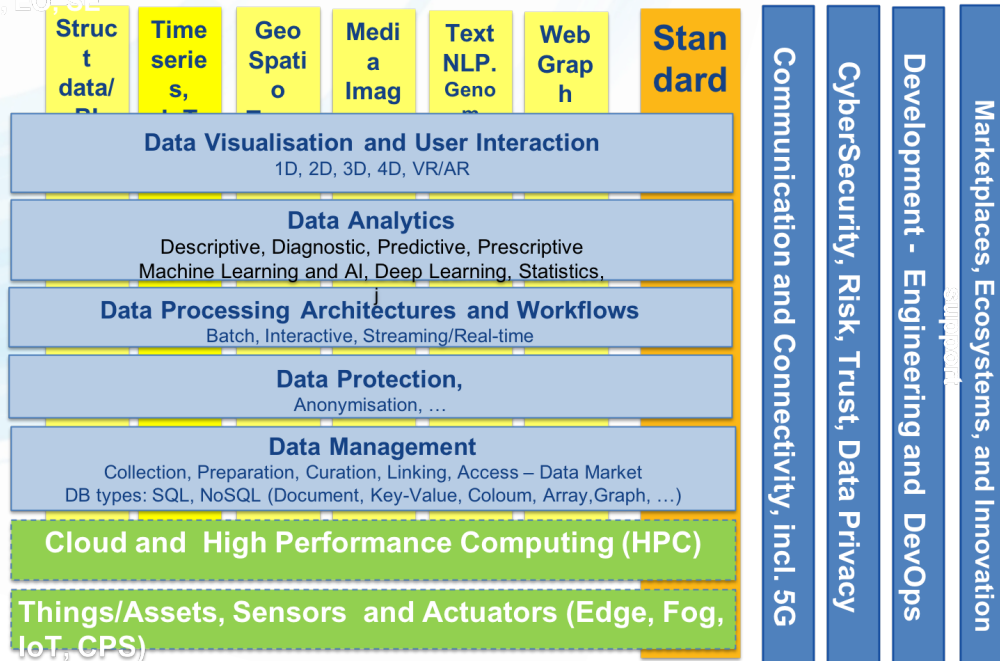 Struc
t
data/
Time
serie
s,
Geo
Spati
o
Medi
a
Imag
Text
NLP.
Geno
Web
Grap
h
Stan
dard
Data Visualisation and User Interaction
1D, 2D, 3D, 4D, VR/AR
Data Analytics
Descriptive, Diagnostic, Predictive, Prescriptive
Machine Learning and AI, Deep Learning, Statistics,
j
Data Processing Architectures and Workflows
Batch, Interactive, Streaming/Real-time
Data Protection,
Anonymisation, …
Data Management
Collection, Preparation, Curation, Linking, Access – Data Market
DB types: SQL, NoSQL (Document, Key-Value, Coloum, Array,Graph, …)
Cloud and High Performance Computing (HPC)
Things/Assets, Sensors and Actuators (Edge, Fog,
IoT, CPS)
Communication and Connectivity, incl. 5G
CyberSecurity, Risk, Trust, Data Privacy
Development - Engineering and DevOps
support
Marketplaces, Ecosystems, and Innovation